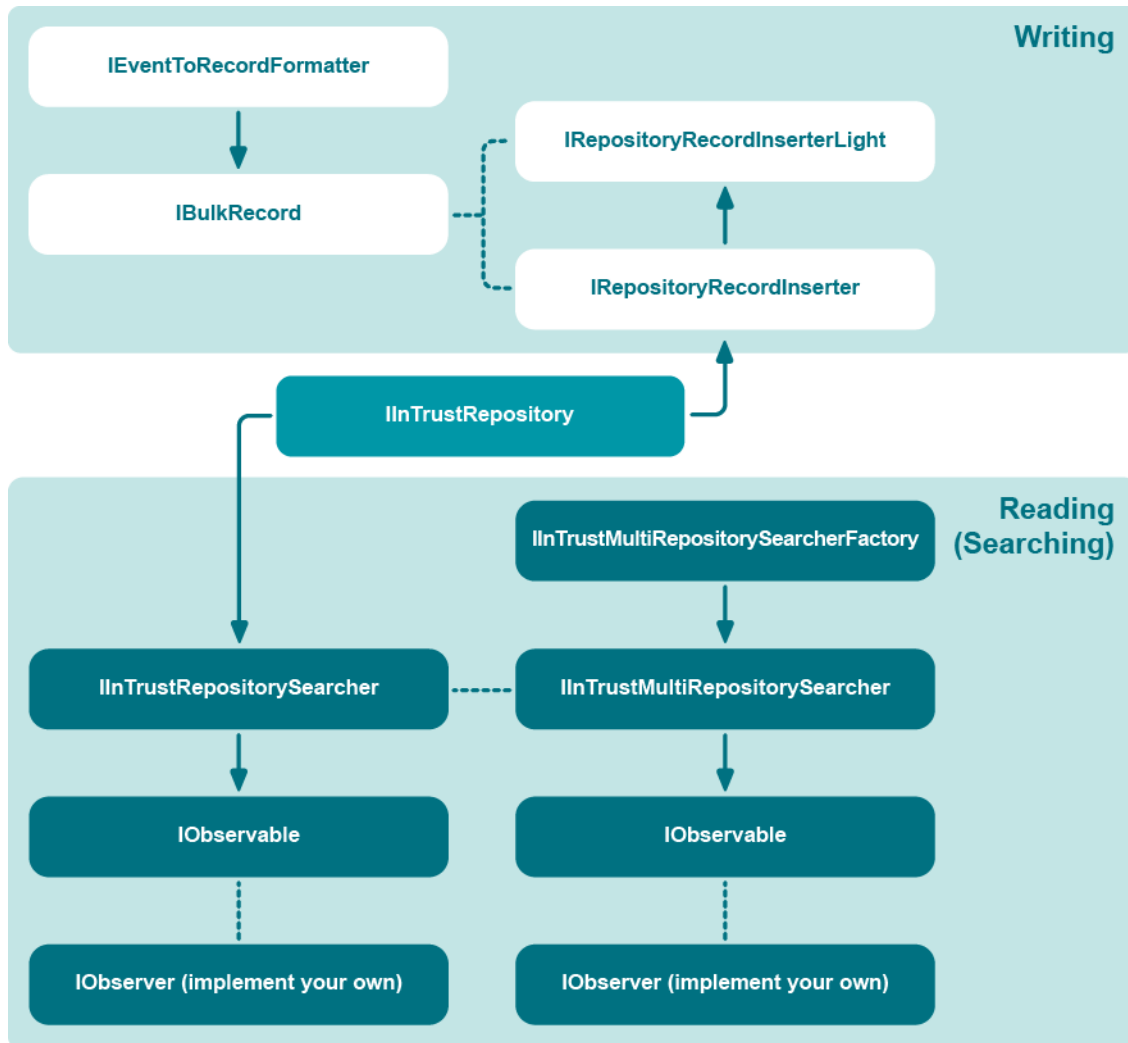 Writing
IEventToRecordFormatter
IRepositoryRecordInserterLight
IBulkRecord
IRepositoryRecordInserter
IInTrustRepository
Reading
(Searching)
IInTrustMultiRepositorySearcherFactory
IInTrustRepositorySearcher
IInTrustMultiRepositorySearcher
IObservable
IObservable
IObserver (implement your own)
IObserver (implement your own)